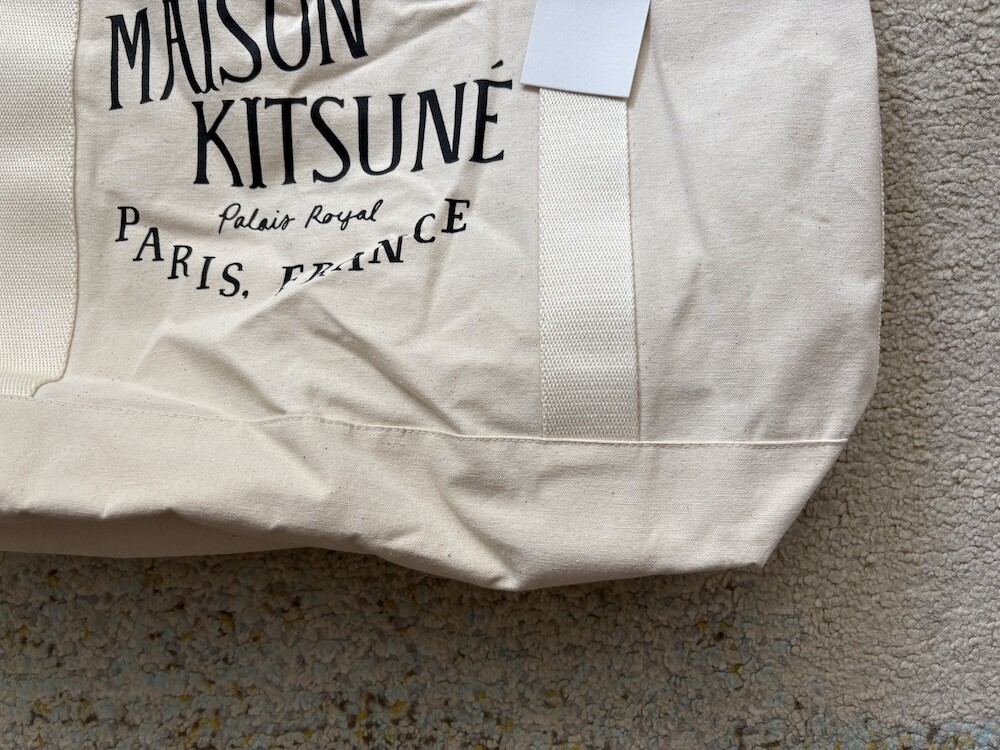 MAISON
KITSUNÉ
Palais Royal
PARIS, FRANCE